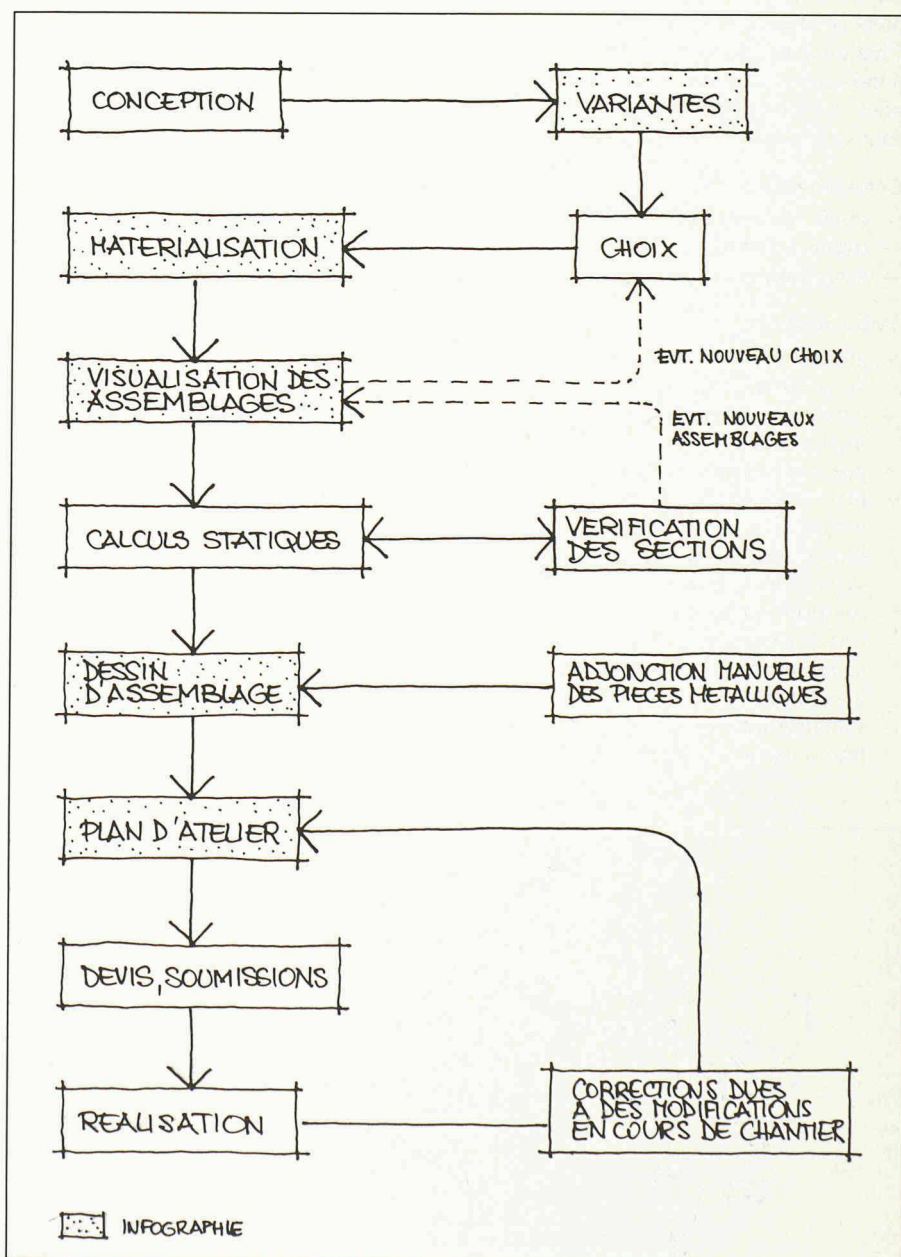 CONCEPTION
VARIANTES
MATERIALISATION
CHOIX
VISUALISATION DES
ASSEMBLAGES
EVT. NOUVEAU CHOIX
EVT. NOUVEAUX
ASSEMBLAGES
CALCULS STATIQUES
VERIFICATION
DES SECTIONS
DESSIN
D'ASSEMBLAGE
ADJONCTION MANUELLE
DES PIECES METALLIQUES
PLAN D'ATELIER
DEVIS, SOUMISSIONS
REALISATION
CORRECTIONS DUES
A DES MODIFICATIONS
EN COURS DE CHANTIER
INFOGRAPHIE